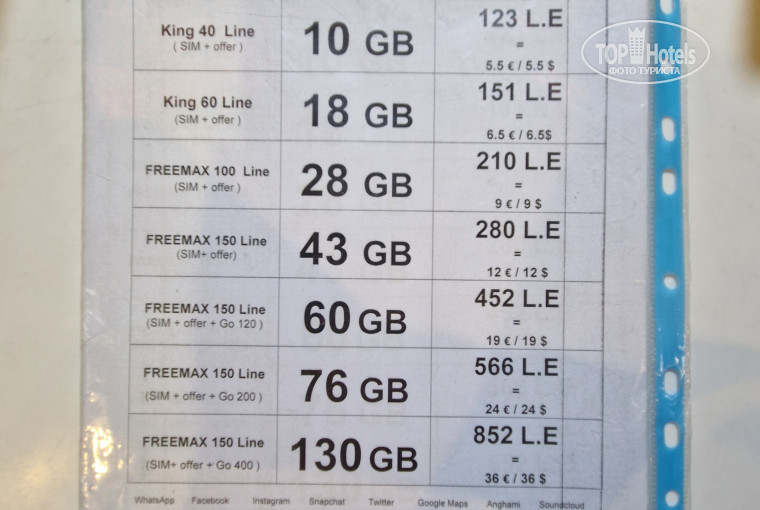 King 40 Line
( SIM + offer )
10 GB
123 L.E
=
5.5 € / 5.5 $
King 60 Line
(SIM + offer )
18 GB
151 L.E
=
6.5 € / 6.5$
FREEMAX 100 Line
(SIM + offer )
28 GB
210 L.E
=
9 € / 9 $
FREEMAX 150 Line
(SIM+ offer)
43 GB
280 L.E
=
12 € / 12 $
FREEMAX 150 Line
(SIM + offer + Go 120 )
60 GB
452 L.E
=
19 € / 19 $
FREEMAX 150 Line
(SIM + offer + Go 200 )
76 GB
566 L.E
=
24 € / 24 $
FREEMAX 150 Line
(SIM+ offer + Go 400 )
130 GB
852 L.E
=
36 € / 36 $
WhatsApp Facebook Instagram Snapchat Twitter Google Maps Anghami Soundcloud
TOP Hotels
ФОТО ТУРИСТА